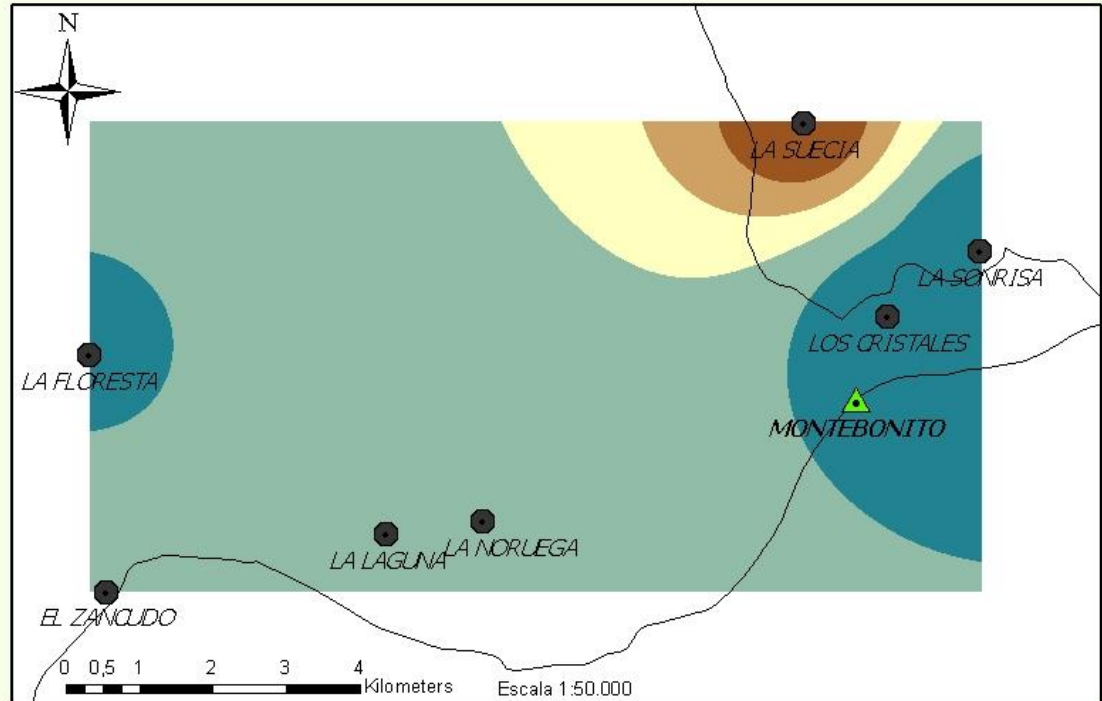 N
LA SUECIA
LA SONRISA
LOS CRISTALES
LA FLORESTA
MONTEBONITO
LA NORUEGA
LA LAGUNA
EL ZANCUDO
0 0,5 1 2 3 4
Kilometers
Escala 1:50.000